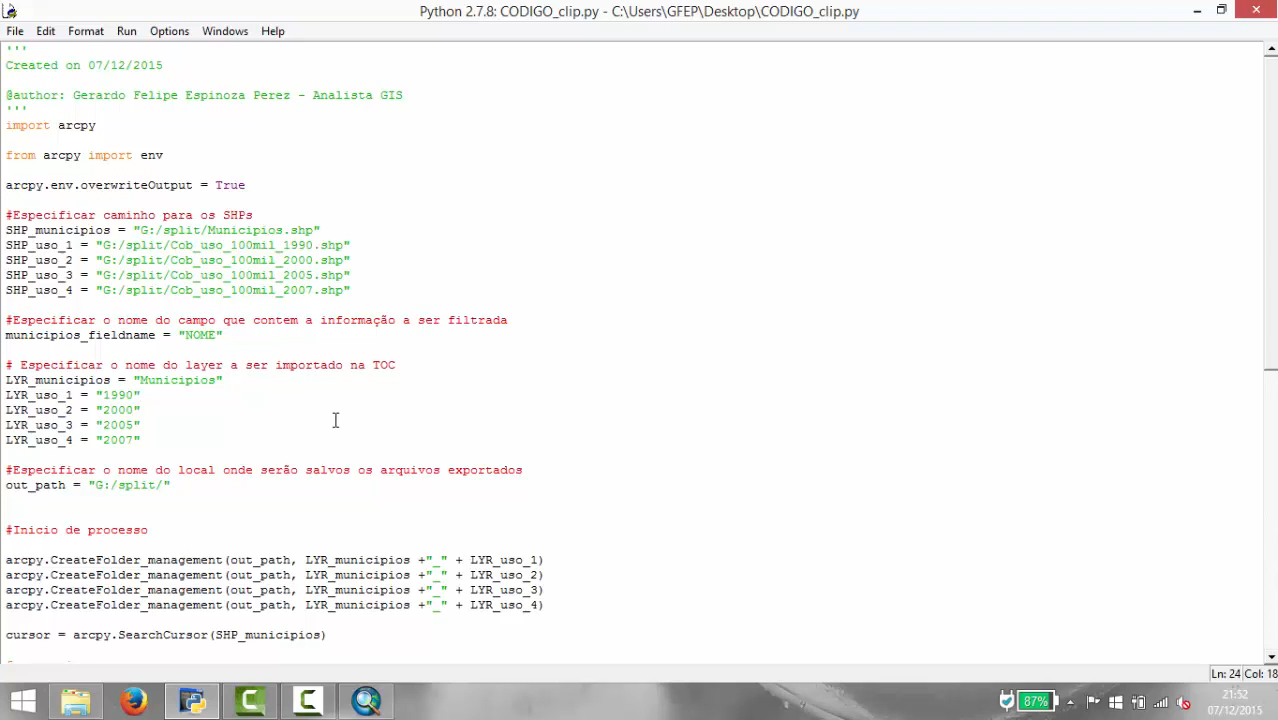 Python 2.7.8: CODIGO_clip.py - C:\Users\GFEP\Desktop\CODIGO_clip.py
File Edit Format Run Options Windows Help
'''
Created on 07/12/2015
@author: Gerardo Felipe Espinoza Perez - Analista GIS
'''
import arcpy
from arcpy import env
arcpy.env.overwriteOutput = True
#Especificar caminho para os SHPs
SHP_municipios = "G:/split/Municipios.shp"
SHP_uso_1 = "G:/split/Cob_uso_100mil_1990.shp"
SHP_uso_2 = "G:/split/Cob_uso_100mil_2000.shp"
SHP_uso_3 = "G:/split/Cob_uso_100mil_2005.shp"
SHP_uso_4 = "G:/split/Cob_uso_100mil_2007.shp"
#Especificar o nome do campo que contem a informação a ser filtrada
municipios_fieldname = "NOME"
# Especificar o nome do layer a ser importado na TOC
LYR_municipios = "Municipios"
LYR_uso_1 = "1990"
LYR_uso_2 = "2000"
LYR_uso_3 = "2005"
LYR_uso_4 = "2007"
#Especificar o nome do local onde serão salvos os arquivos exportados
out_path = "G:/split/"
#Inicio de processo
arcpy.CreateFolder_management(out_path, LYR_municipios +"_" + LYR_uso_1)
arcpy.CreateFolder_management(out_path, LYR_municipios +"_" + LYR_uso_2)
arcpy.CreateFolder_management(out_path, LYR_municipios +"_" + LYR_uso_3)
arcpy.CreateFolder_management(out_path, LYR_municipios +"_" + LYR_uso_4)
cursor = arcpy.SearchCursor(SHP_municipios)
Ln: 24 Col: 18
87%
21:52
07/12/2015